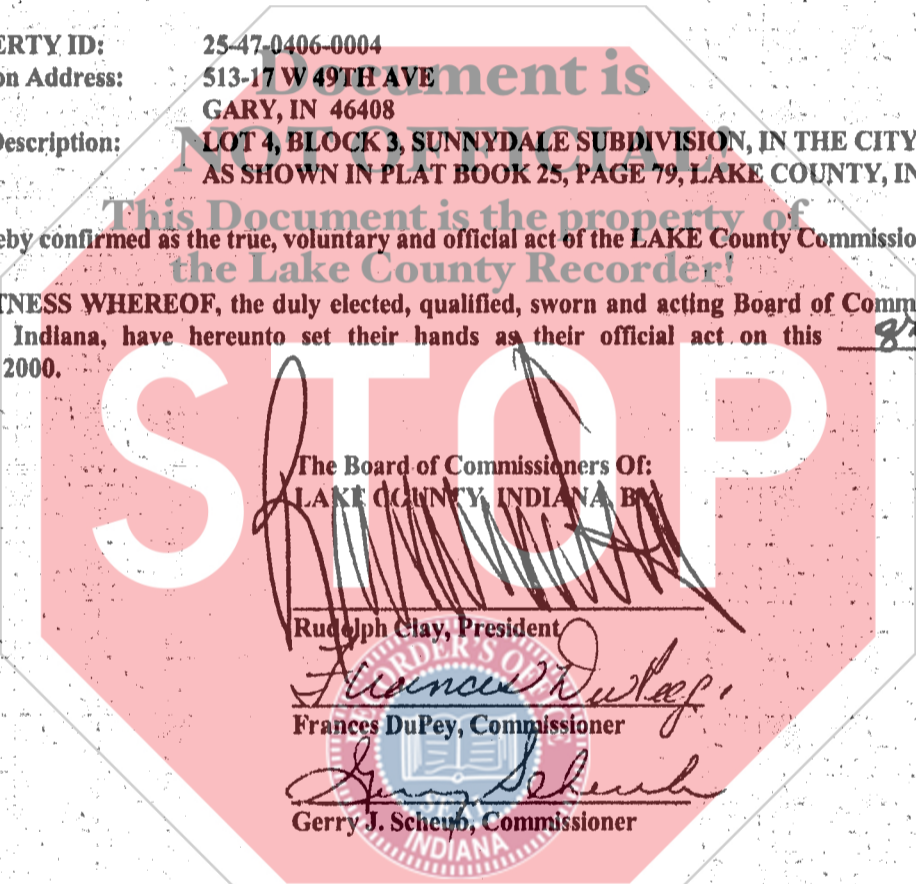 ERTY ID: 25-47-0406-0004
on Address: 513-17 W 49TH AVE
GARY, IN 46408
Description: LOT 4, BLOCK 3, SUNNYDALE SUBDIVISION, IN THE CITY
AS SHOWN IN PLAT BOOK 25, PAGE 79, LAKE COUNTY, IN
Document is
NOT OFFICIAL!
This Document is the property of
the Lake County Recorder!
eby confirmed as the true, voluntary and official act of the LAKE County Commissio
TNESS WHEREOF, the duly elected, qualified, sworn and acting Board of Comm
Indiana, have hereunto set their hands as their official act on this
2000.
STOP
The Board of Commissioners Of:
LAKE COUNTY, INDIANA, BY
Rudolph Clay, President
Frances DuPey
Frances DuPey, Commissioner
Gerry Scheub
Gerry J. Scheub, Commissioner
RECORDER'S OFFICE
SEAL
INDIANA